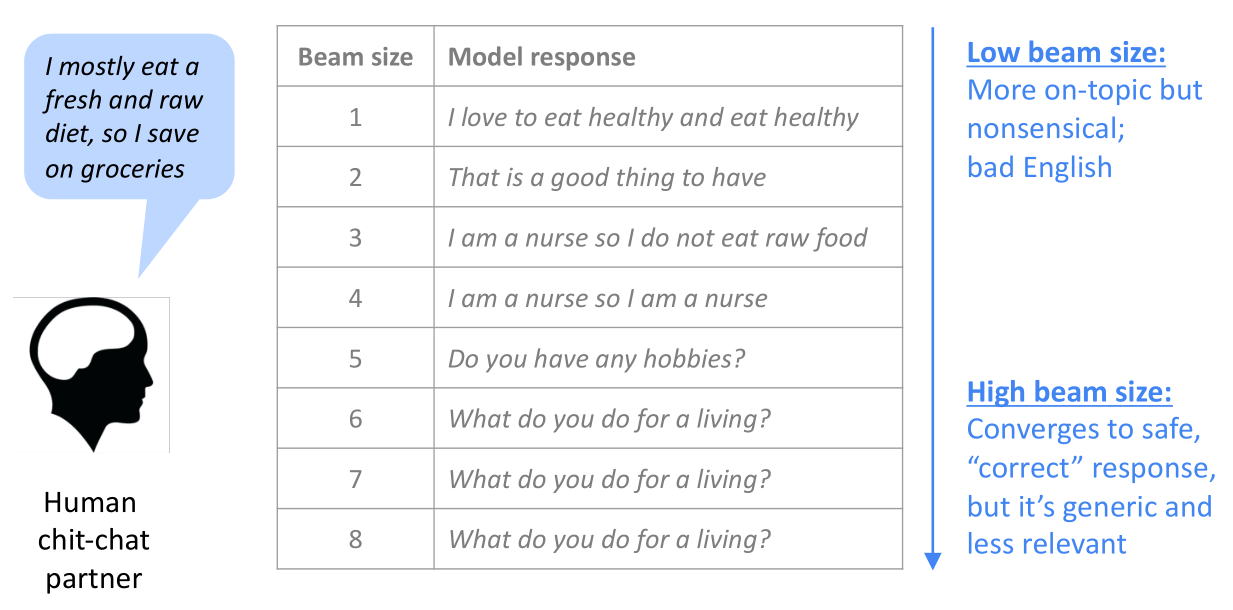 I mostly eat a
fresh and raw
diet, so I save
on groceries
Human
chit-chat
partner
Beam size Model response
1 I love to eat healthy and eat healthy
2 That is a good thing to have
3 I am a nurse so I do not eat raw food
4 I am a nurse so I am a nurse
5 Do you have any hobbies?
6 What do you do for a living?
7 What do you do for a living?
8 What do you do for a living?
Low beam size:
More on-topic but
nonsensical;
bad English
High beam size:
Converges to safe,
“correct” response,
but it’s generic and
less relevant